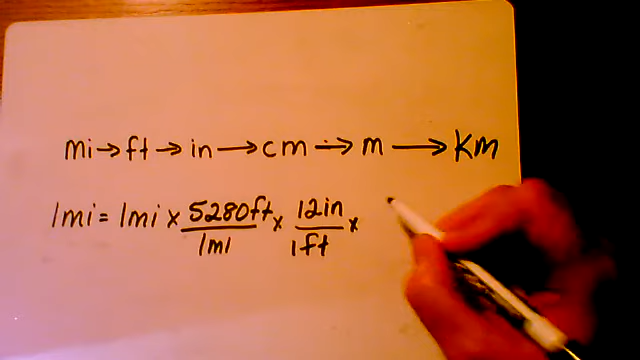 mi → ft → in → cm → m → km
1mi = 1mi x 5280ft/1mi x 12in/1ft x